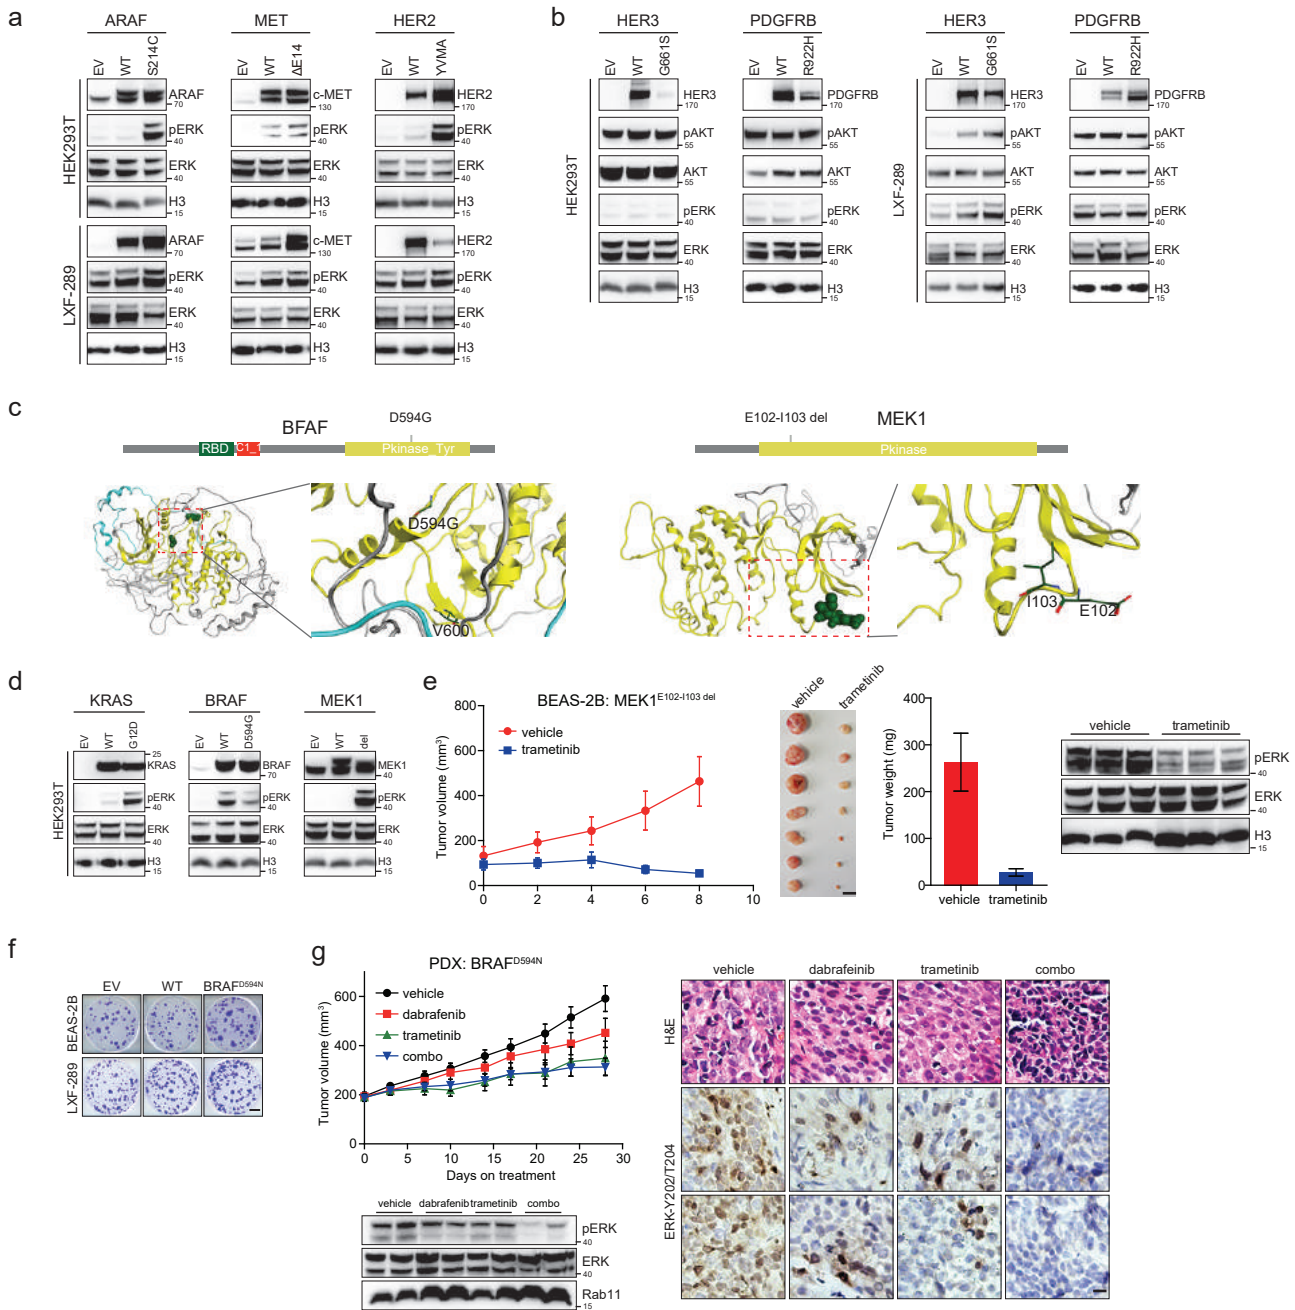 a
ARAF
MET
HER2
EV WT S214C
EV WT ΔE14
EV WT YVMA
HEK293T
ARAF
70
pERK
40
ERK
40
H3
15
c-MET
130
pERK
40
ERK
40
H3
15
HER2
170
pERK
40
ERK
40
H3
15
LXF-289
ARAF
70
pERK
40
ERK
40
H3
15
c-MET
130
pERK
40
ERK
40
H3
15
HER2
170
pERK
40
ERK
40
H3
15
b
HER3
PDGFRB
HER3
PDGFRB
EV WT G661S
EV WT R922H
EV WT G661S
EV WT R922H
HEK293T
HER3
170
pAKT
55
AKT
55
pERK
40
ERK
40
H3
15
PDGFRB
170
pAKT
55
AKT
55
pERK
40
ERK
40
H3
15
LXF-289
HER3
170
pAKT
55
AKT
55
pERK
40
ERK
40
H3
15
PDGFRB
170
pAKT
55
AKT
55
pERK
40
ERK
40
H3
15
c
D594G
BFAF
RBD C1_1 Pkinase_Tyr
D594G
V600
E102-I103 del
MEK1
Pkinase
I103
E102
d
KRAS
BRAF
MEK1
EV WT G12D
EV WT D594G
EV WT del
HEK293T
25
KRAS
pERK
40
ERK
40
H3
15
BRAF
70
pERK
40
ERK
40
H3
15
MEK1
40
pERK
40
ERK
40
H3
15
e
BEAS-2B: MEK1E102-I103 del
vehicle
trametinib
Tumor volume (mm3)
800
600
400
200
0
0 2 4 6 8 10
vehicle
trametinib
Tumor weight (mg)
400
300
200
100
0
vehicle trametinib
vehicle trametinib
pERK
40
ERK
40
H3
15
f
EV WT BRAFD594N
BEAS-2B
LXF-289
g
PDX: BRAFD594N
vehicle
dabrafenib
trametinib
combo
Tumor volume (mm3)
600
400
200
0
0 5 10 15 20 25 30
Days on treatment
vehicle dabrafenib trametinib combo
pERK
40
ERK
40
Rab11
15
vehicle dabrafeinib trametinib combo
H&E
ERK-Y202/T204